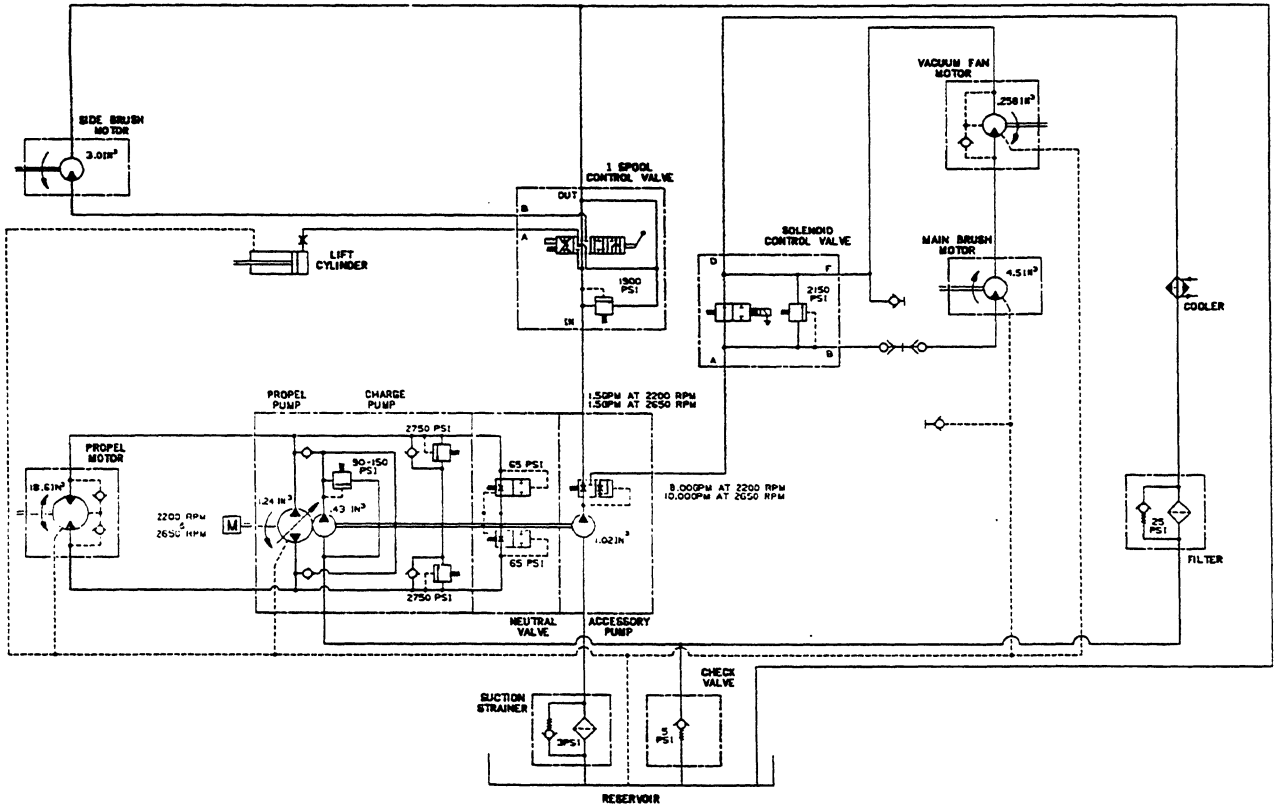 VACUUM FAN
MOTOR
.258IN³
SIDE BRUSH
MOTOR
3.0IN³
1 SPOOL
CONTROL VALVE
OUT
B
A
LIFT
CYLINDER
1900
PSI
IN
SOLENOID
CONTROL VALVE
D
F
2150
PSI
A
B
MAIN BRUSH
MOTOR
4.5IN³
COOLER
PROPEL
PUMP
CHARGE
PUMP
1.5GPM AT 2200 RPM
1.5GPM AT 2650 RPM
2750 PSI
PROPEL
MOTOR
18.6IN³
90-150
PSI
65 PSI
8.00GPM AT 2200 RPM
10.00GPM AT 2650 RPM
1.24 IN³
.43 IN³
2200 RPM
&
2650 RPM
M
1.02IN³
65 PSI
25
PSI
FILTER
2750 PSI
NEUTRAL
VALVE
ACCESSORY
PUMP
SUCTION
STRAINER
3PSI
CHECK
VALVE
PSI
RESERVOIR